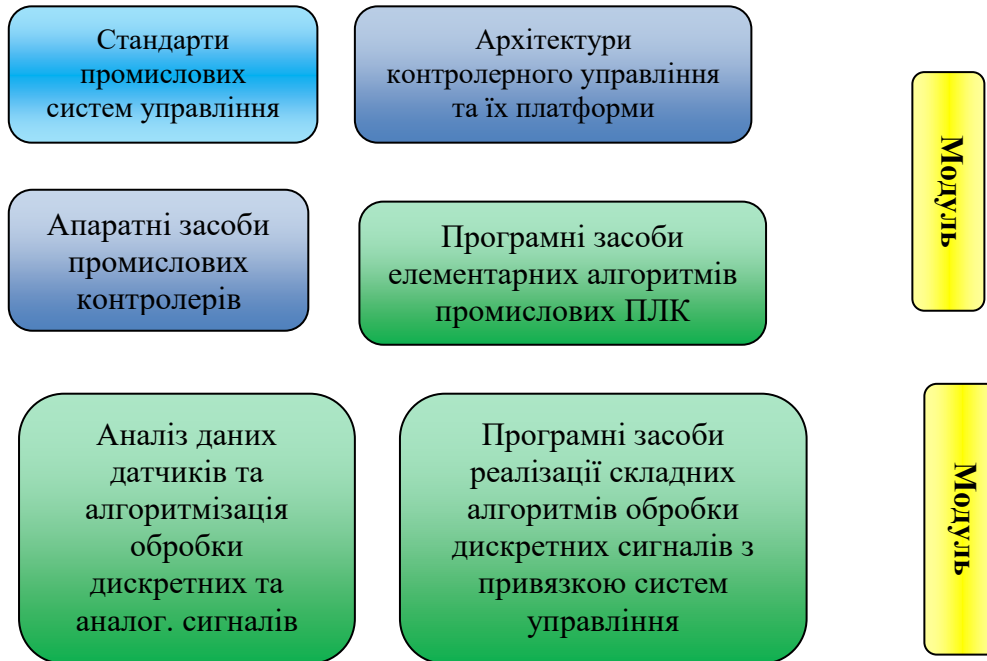 Стандарти
промислових
систем управління
Архітектури
контролерного управління
та їх платформи
Модуль
Апаратні засоби
промислових
контролерів
Програмні засоби
елементарних алгоритмів
промислових ПЛК
Аналіз даних
датчиків та
алгоритмізація
обробки
дискретних та
аналог. сигналів
Програмні засоби
реалізації складних
алгоритмів обробки
дискретних сигналів з
привязкою систем
управління
Модуль